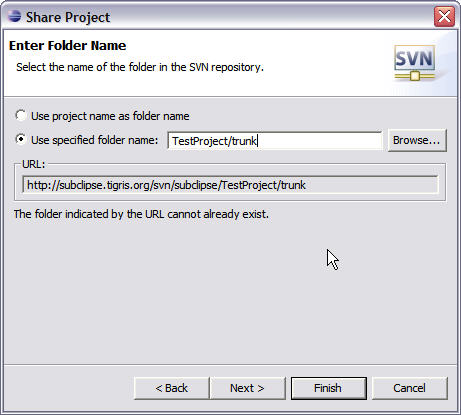 Share Project
Enter Folder Name
Select the name of the folder in the SVN repository.
SVN
Use project name as folder name
Use specified folder name: TestProject/trunk Browse...
URL:
http://subclipse.tigris.org/svn/subclipse/TestProject/trunk
The folder indicated by the URL cannot already exist.
< Back Next > Finish Cancel